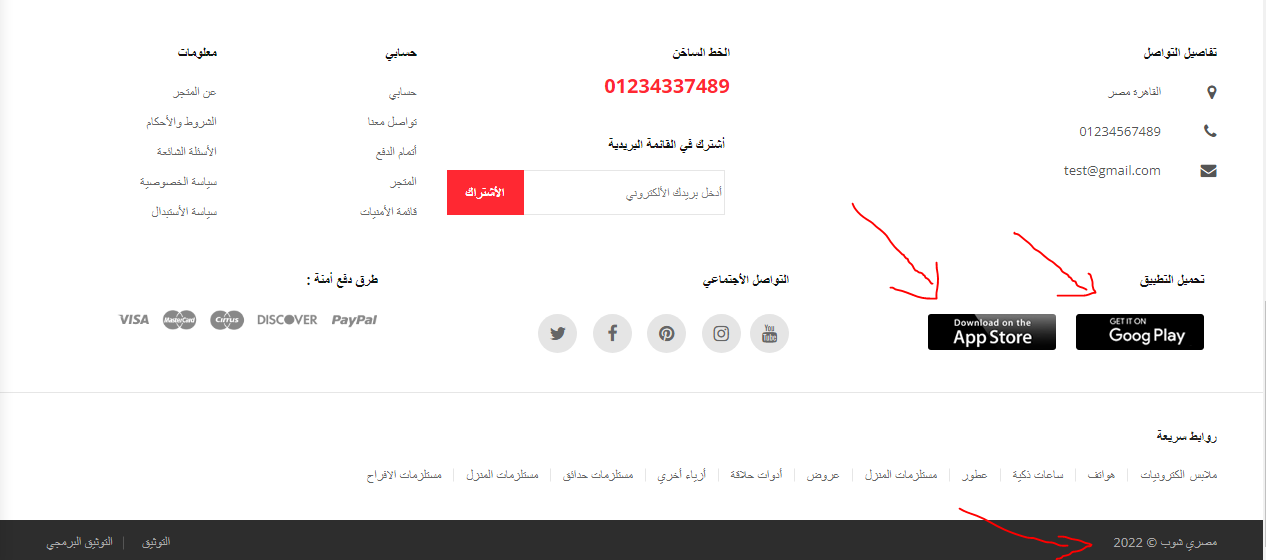 تفاصيل التواصل
القاهرة مصر
01234567489
test@gmail.com
الخط الساخن
01234337489
أشترك في القائمة البريدية
أدخل بريدك الألكتروني
الأشتراك
حسابي
حسابي
تواصل معنا
أتمام الدفع
المتجر
قائمة الأمنيات
معلومات
عن المتجر
الشروط والأحكام
الأسئلة الشائعة
سياسة الخصوصية
سياسة الأستبدال
تحميل التطبيق
GET IT ON
Goog Play
Download on the
App Store
التواصل الأجتماعي
You
Tube
طرق دفع أمنة :
VISA MasterCard Cirrus DISCOVER PayPal
روابط سريعة
ملابس الكترونيات هواتف ساعات ذكية عطور مستلزمات المنزل عروض أدوات حلاقة أزياء أخري مستلزمات حدائق مستلزمات المنزل مستلزمات الافراح
مصري شوب © 2022
التوثيق التوثيق البرمجي